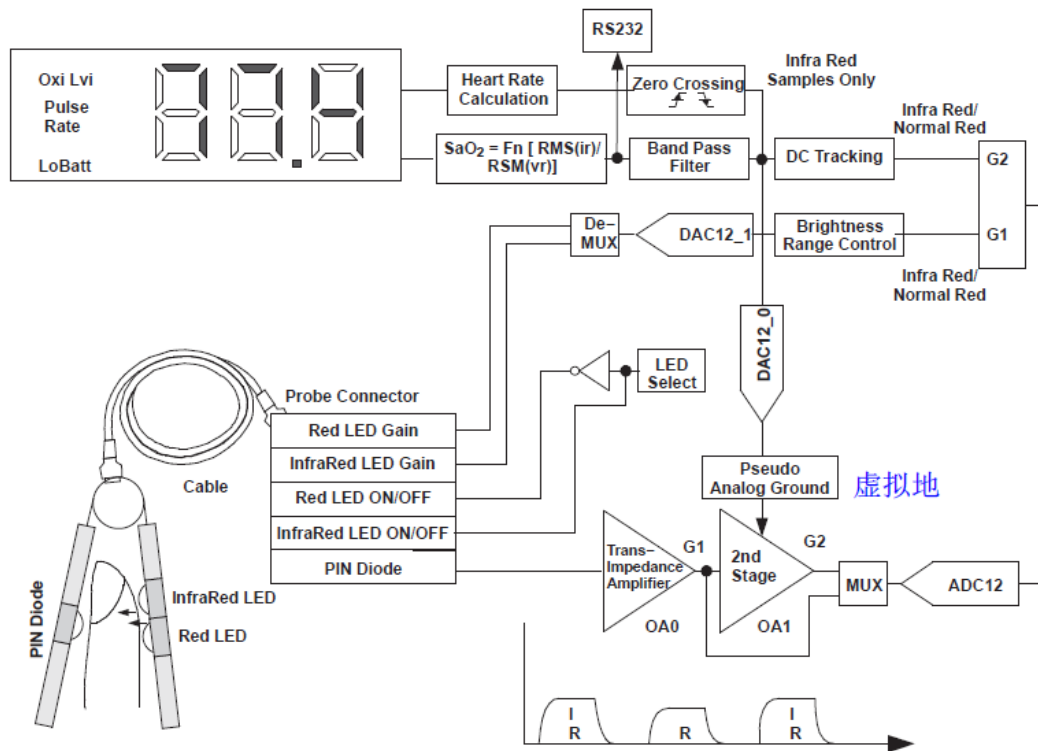 RS232
Oxi Lvi
Pulse
Rate
LoBatt
Heart Rate
Calculation
Zero Crossing
Infra Red
Samples Only
SaO2 = Fn [ RMS(ir)/
RSM(vr)]
Band Pass
Filter
DC Tracking
Infra Red/
Normal Red
G2
G1
De–
MUX
DAC12_1
Brightness
Range Control
Infra Red/
Normal Red
DAC12_0
LED
Select
Probe Connector
Red LED Gain
InfraRed LED Gain
Red LED ON/OFF
InfraRed LED ON/OFF
PIN Diode
Cable
Pseudo
Analog Ground
虚拟地
Trans–
Impedance
Amplifier
OA0
G1
2nd
Stage
OA1
G2
MUX
ADC12
PIN Diode
InfraRed LED
Red LED
I
R
R
I
R